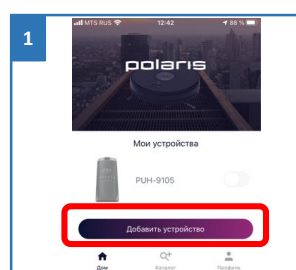 1
MTS RUS 12:42 88 %
polaris
Мои устройства
PUH-9105
Добавить устройство
Дом Каталог Профиль